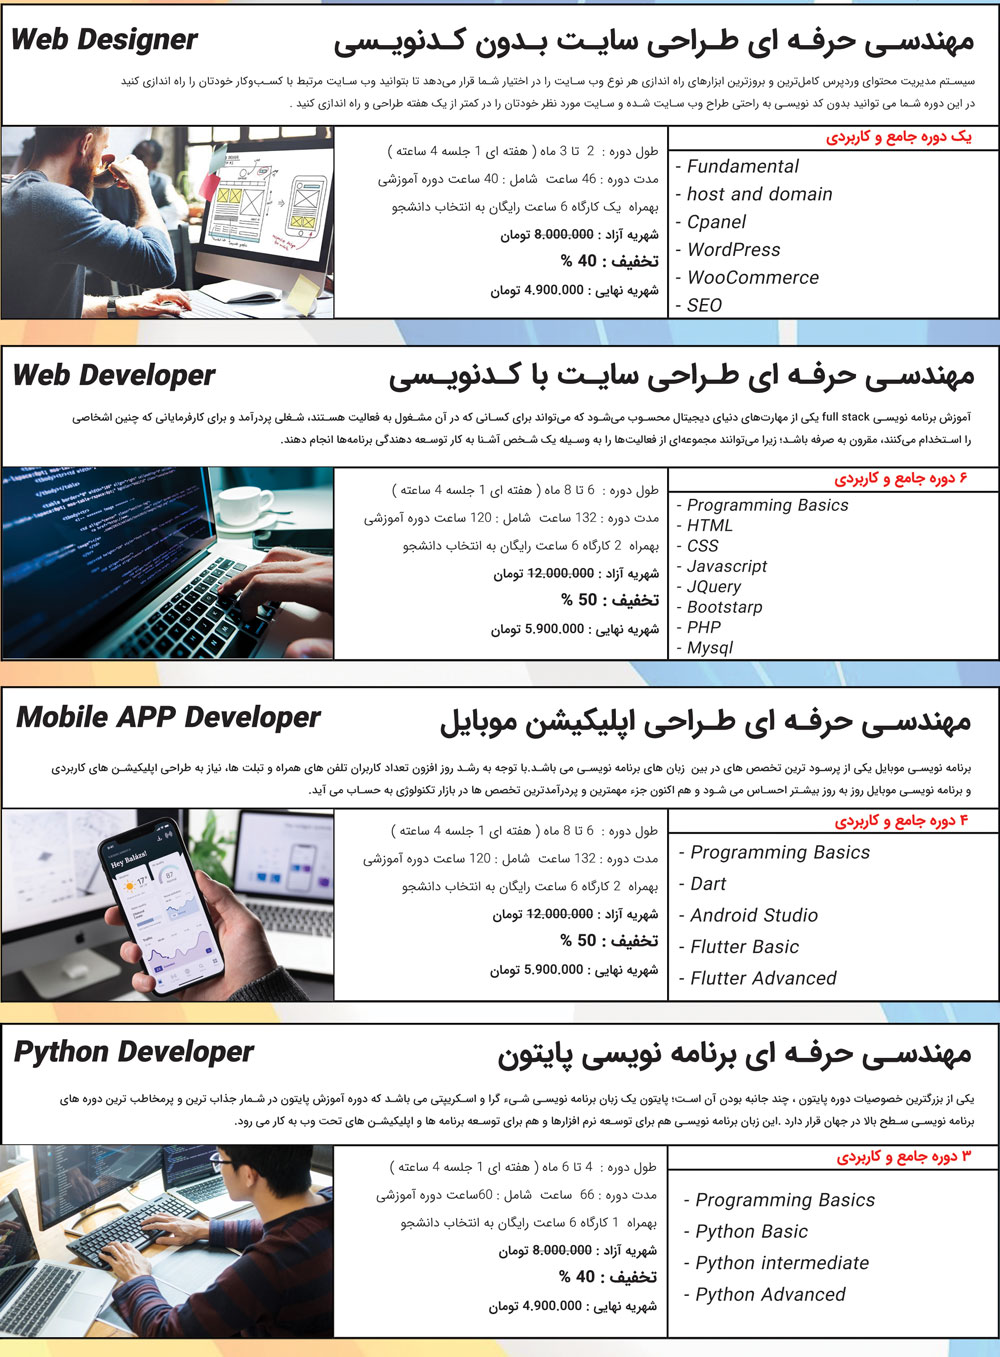 مهندسی حرفه ای طراحی سایت بدون کدنویسی
Web Designer
سیستم مدیریت محتوای وردپرس کامل‌ترین و بروزترین ابزارهای راه اندازی هر نوع وب سایت را در اختیار شما قرار می‌دهد تا بتوانید وب سایت مرتبط با کسب‌وکار خودتان را راه اندازی کنید
در این دوره شما می توانید بدون کد نویسی به راحتی طراح وب سایت شده و سایت مورد نظر خودتان را در کمتر از یک هفته طراحی و راه اندازی کنید .
یک دوره جامع و کاربردی
- Fundamental
- host and domain
- Cpanel
- WordPress
- WooCommerce
- SEO
طول دوره : 2 تا 3 ماه ( هفته ای 1 جلسه 4 ساعته )
مدت دوره : 46 ساعت شامل : 40 ساعت دوره آموزشی
بهمراه یک کارگاه 6 ساعت رایگان به انتخاب دانشجو
شهریه آزاد : 8.000.000 تومان
تخفیف : 40 %
شهریه نهایی : 4.900.000 تومان
مهندسی حرفه ای طراحی سایت با کدنویسی
Web Developer
آموزش برنامه نویسی full stack یکی از مهارت‌های دنیای دیجیتال محسوب می‌شود که می‌تواند برای کسانی که در آن مشغول به فعالیت هستند، شغلی پردرآمد و برای کارفرمایانی که چنین اشخاصی
را استخدام می‌کنند، مقرون به صرفه باشد؛ زیرا می‌توانند مجموعه‌ای از فعالیت‌ها را به وسیله یک شخص آشنا به کار توسعه دهندگی برنامه‌ها انجام دهند.
۶ دوره جامع و کاربردی
- Programming Basics
- HTML
- CSS
- Javascript
- JQuery
- Bootstarp
- PHP
- Mysql
طول دوره : 6 تا 8 ماه ( هفته ای 1 جلسه 4 ساعته )
مدت دوره : 132 ساعت شامل : 120 ساعت دوره آموزشی
بهمراه 2 کارگاه 6 ساعت رایگان به انتخاب دانشجو
شهریه آزاد : 12.000.000 تومان
تخفیف : 50 %
شهریه نهایی : 5.900.000 تومان
مهندسی حرفه ای طراحی اپلیکیشن موبایل
Mobile APP Developer
برنامه نویسی موبایل یکی از پرسود ترین تخصص های در بین زبان های برنامه نویسی می باشد.با توجه به رشد روز افزون تعداد کاربران تلفن های همراه و تبلت ها، نیاز به طراحی اپلیکیشن های کاربردی
و برنامه نویسی موبایل روز به روز بیشتر احساس می شود و هم اکنون جزء مهمترین و پردرآمدترین تخصص ها در بازار تکنولوژی به حساب می آید.
۴ دوره جامع و کاربردی
- Programming Basics
- Dart
- Android Studio
- Flutter Basic
- Flutter Advanced
طول دوره : 6 تا 8 ماه ( هفته ای 1 جلسه 4 ساعته )
مدت دوره : 132 ساعت شامل : 120 ساعت دوره آموزشی
بهمراه 2 کارگاه 6 ساعت رایگان به انتخاب دانشجو
شهریه آزاد : 12.000.000 تومان
تخفیف : 50 %
شهریه نهایی : 5.900.000 تومان
Hey Balázs!
مهندسی حرفه ای برنامه نویسی پایتون
Python Developer
یکی از بزرگترین خصوصیات دوره پایتون ، چند جانبه بودن آن است؛ پایتون یک زبان برنامه نویسی شیء گرا و اسکریپتی می باشد که دوره آموزش پایتون در شمار جذاب ترین و پرمخاطب ترین دوره های
برنامه نویسی سطح بالا در جهان قرار دارد .این زبان برنامه نویسی هم برای توسعه نرم افزارها و هم برای توسعه برنامه ها و اپلیکیشن های تحت وب به کار می رود.
۳ دوره جامع و کاربردی
- Programming Basics
- Python Basic
- Python intermediate
- Python Advanced
طول دوره : 4 تا 6 ماه ( هفته ای 1 جلسه 4 ساعته )
مدت دوره : 66 ساعت شامل : 60ساعت دوره آموزشی
بهمراه 1 کارگاه 6 ساعت رایگان به انتخاب دانشجو
شهریه آزاد : 8.000.000 تومان
تخفیف : 40 %
شهریه نهایی : 4.900.000 تومان